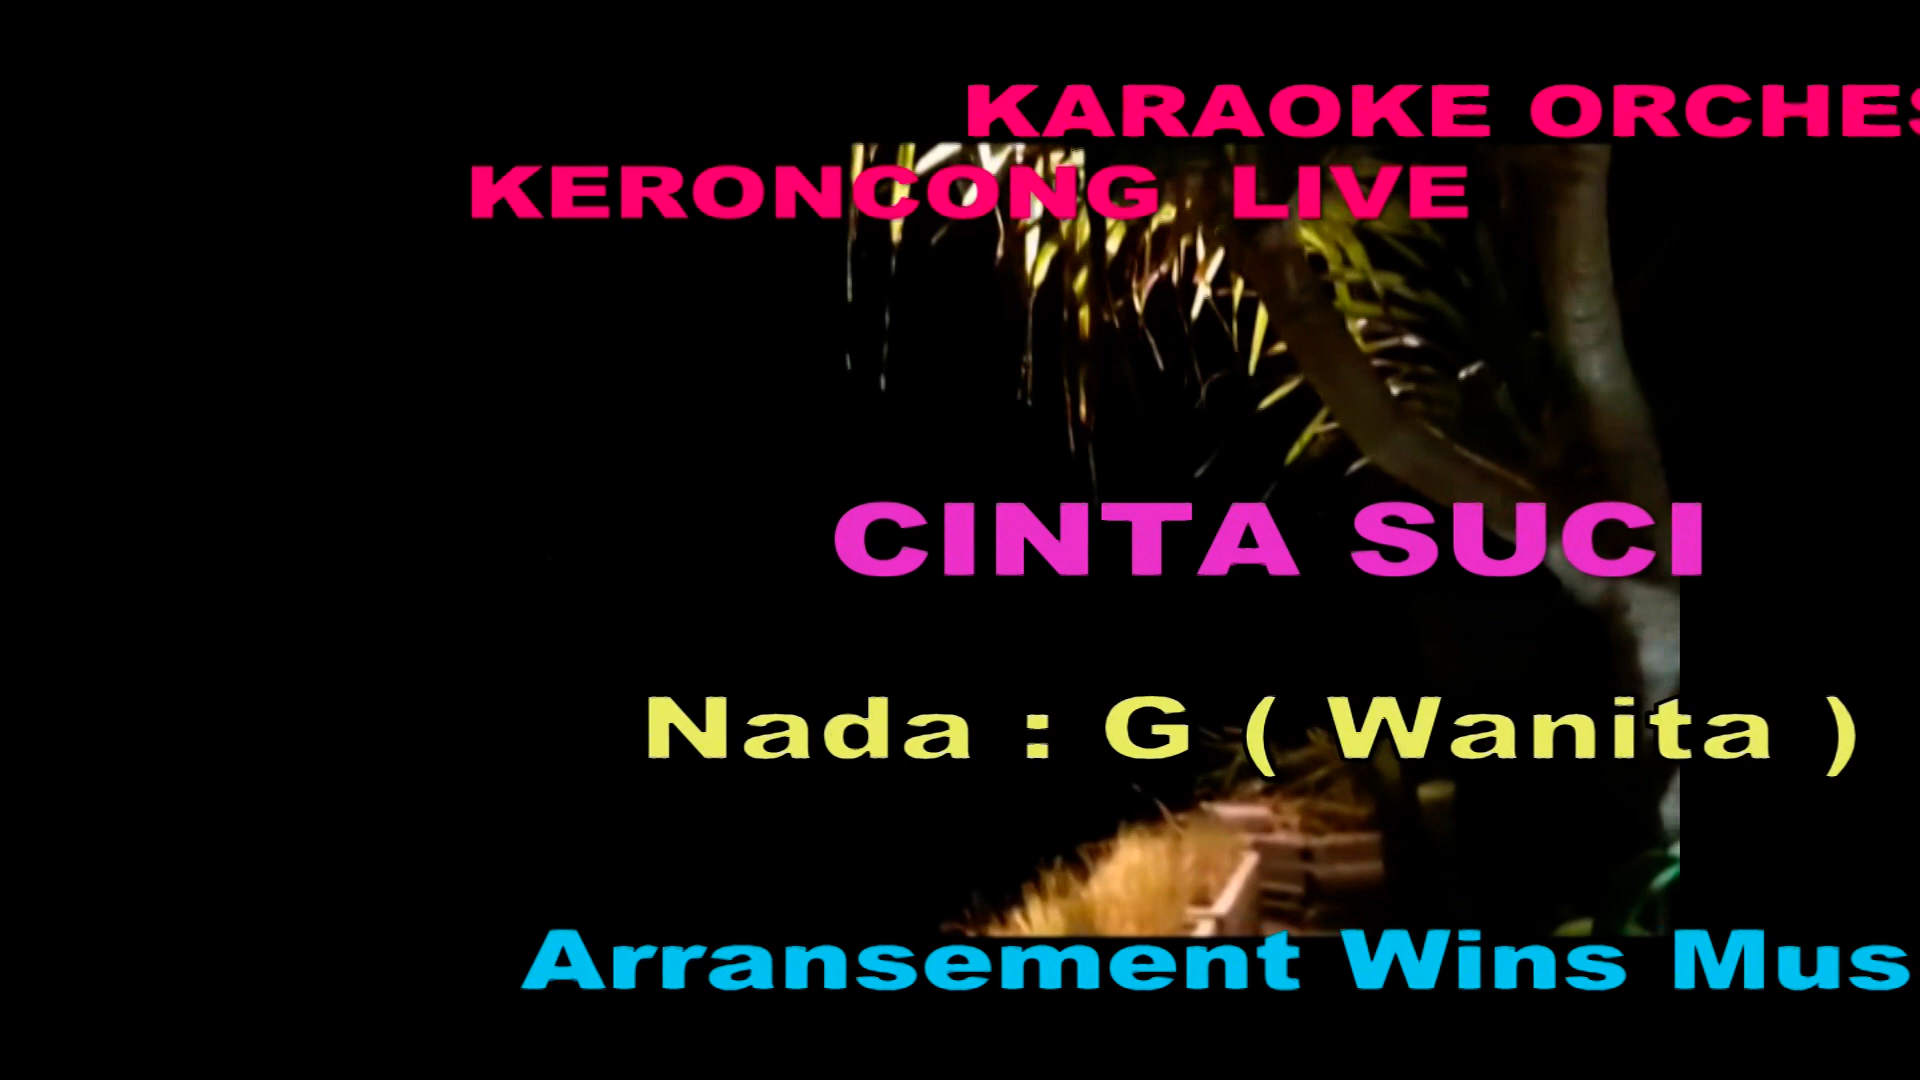 KARAOKE ORCHES
KERONCONG LIVE
CINTA SUCI
Nada : G ( Wanita )
Arransement Wins Mus